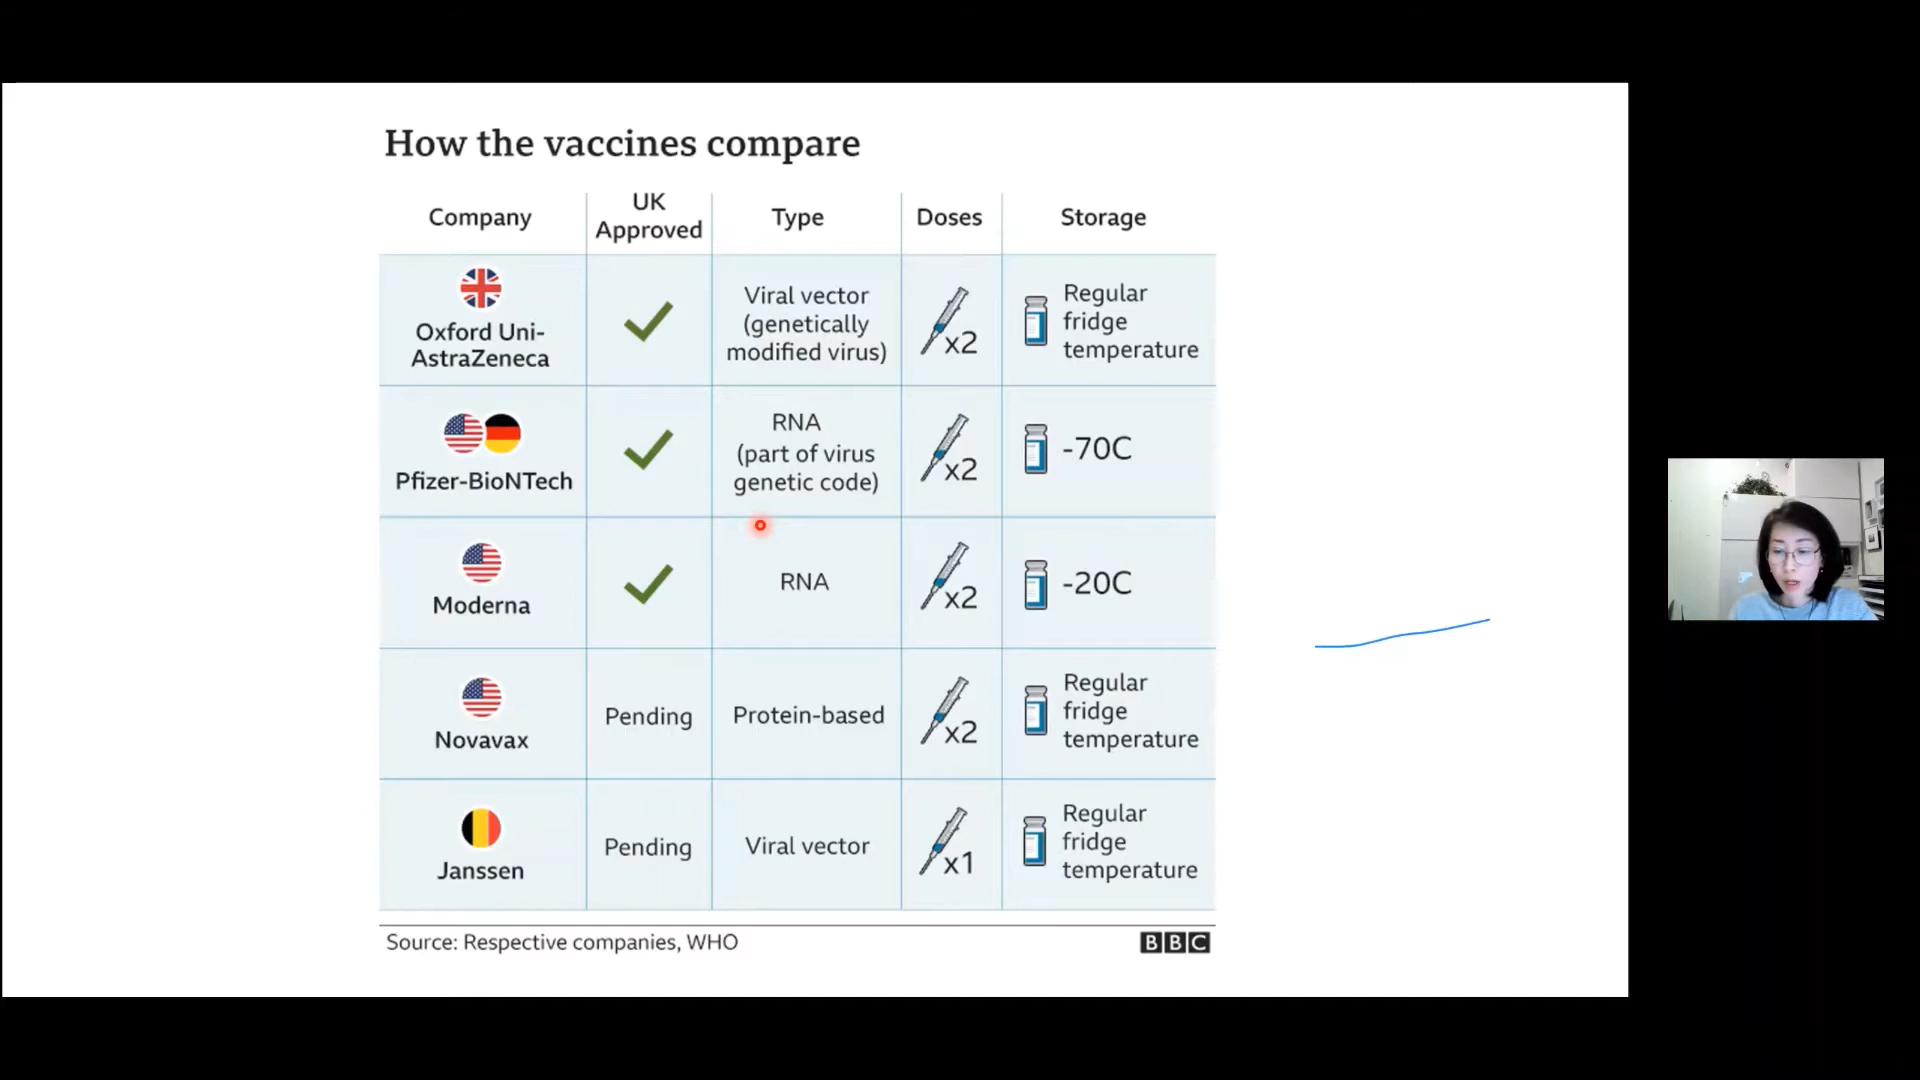 How the vaccines compare
Company
UK
Approved
Type
Doses
Storage
Oxford Uni-
AstraZeneca
Viral vector
(genetically
modified virus)
x2
Regular
fridge
temperature
Pfizer-BioNTech
RNA
(part of virus
genetic code)
x2
-70C
Moderna
RNA
x2
-20C
Novavax
Pending
Protein-based
x2
Regular
fridge
temperature
Janssen
Pending
Viral vector
x1
Regular
fridge
temperature
Source: Respective companies, WHO
BBC